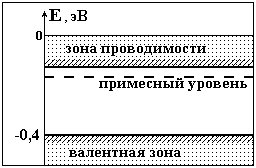 E, эВ
0
зона проводимости
примесный уровень
-0,4
валентная зона